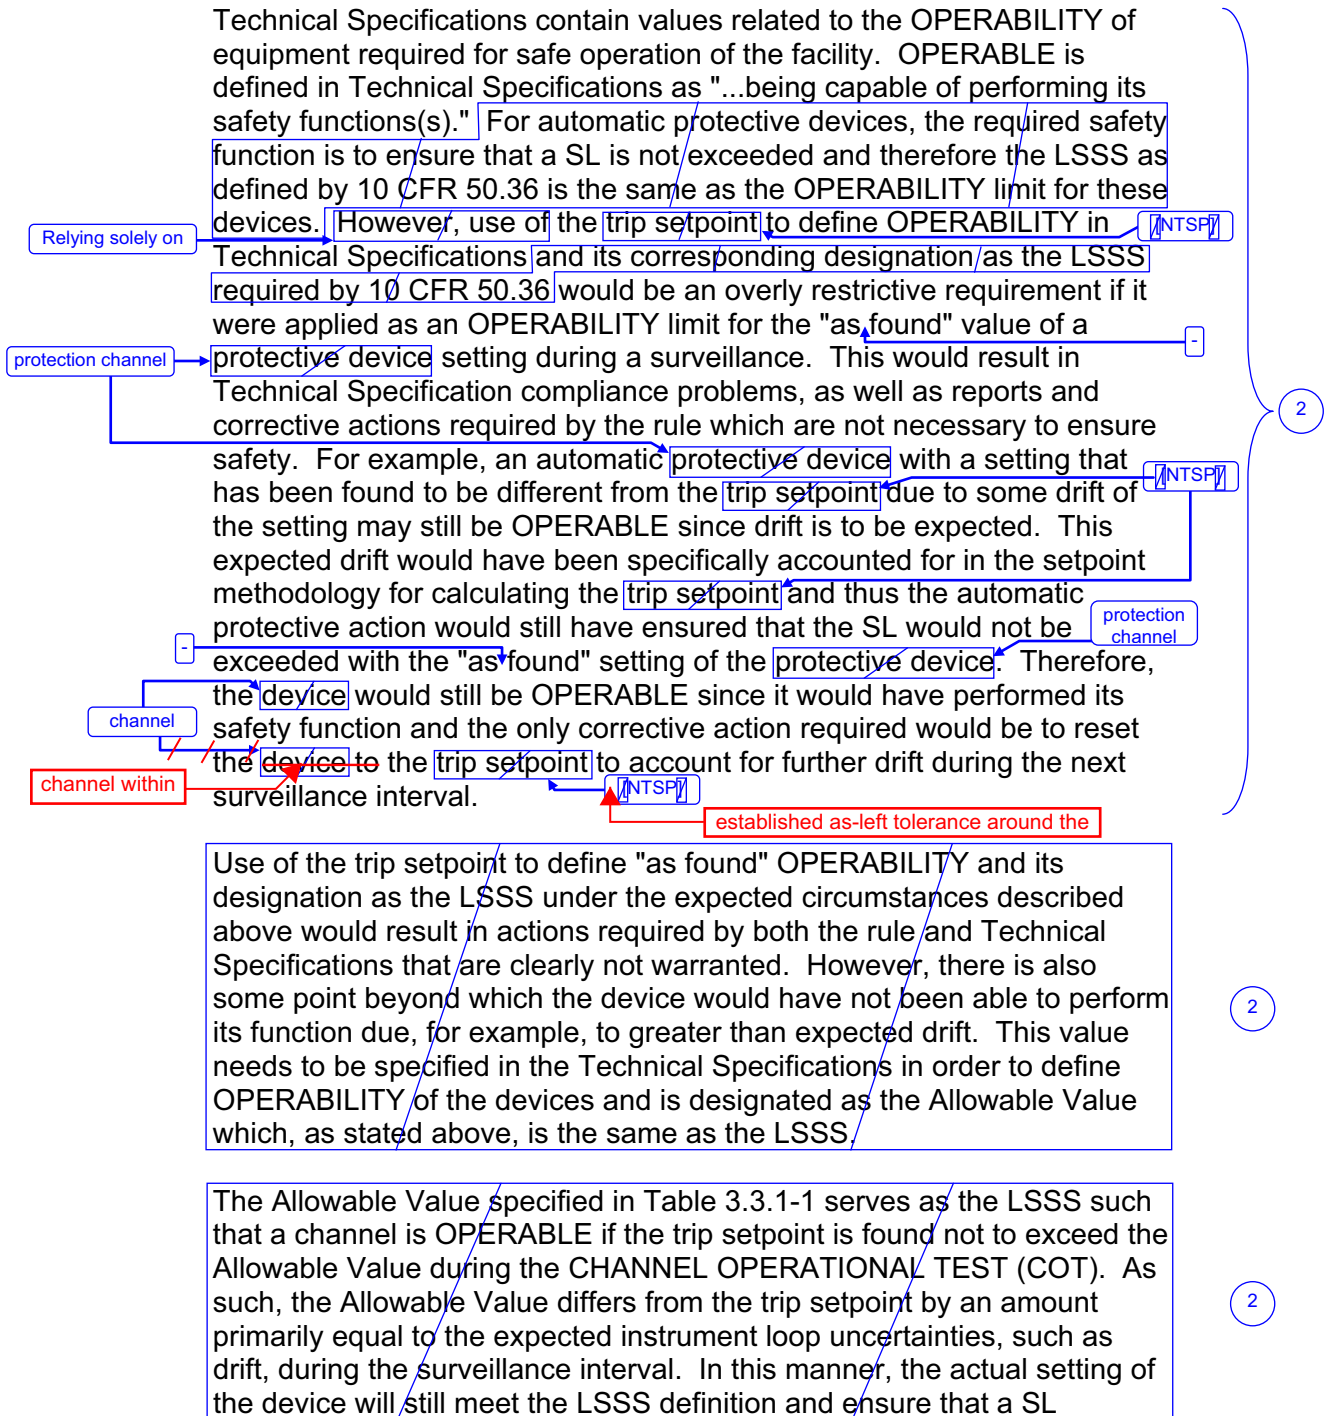 Technical Specifications contain values related to the OPERABILITY of
equipment required for safe operation of the facility. OPERABLE is
defined in Technical Specifications as "...being capable of performing its
safety functions(s)." For automatic protective devices, the required safety
function is to ensure that a SL is not exceeded and therefore the LSSS as
defined by 10 CFR 50.36 is the same as the OPERABILITY limit for these
devices. However, use of the trip setpoint to define OPERABILITY in
[NTSP]
Relying solely on
Technical Specifications and its corresponding designation as the LSSS
required by 10 CFR 50.36 would be an overly restrictive requirement if it
were applied as an OPERABILITY limit for the "as found" value of a
-
protection channel
protective device setting during a surveillance. This would result in
Technical Specification compliance problems, as well as reports and
corrective actions required by the rule which are not necessary to ensure
2
safety. For example, an automatic protective device with a setting that
[NTSP]
has been found to be different from the trip setpoint due to some drift of
the setting may still be OPERABLE since drift is to be expected. This
expected drift would have been specifically accounted for in the setpoint
methodology for calculating the trip setpoint and thus the automatic
protection
channel
protective action would still have ensured that the SL would not be
-
exceeded with the "as found" setting of the protective device. Therefore,
the device would still be OPERABLE since it would have performed its
channel
safety function and the only corrective action required would be to reset
the device to the trip setpoint to account for further drift during the next
channel within
surveillance interval.
[NTSP]
established as-left tolerance around the
Use of the trip setpoint to define "as found" OPERABILITY and its
designation as the LSSS under the expected circumstances described
above would result in actions required by both the rule and Technical
Specifications that are clearly not warranted. However, there is also
some point beyond which the device would have not been able to perform
2
its function due, for example, to greater than expected drift. This value
needs to be specified in the Technical Specifications in order to define
OPERABILITY of the devices and is designated as the Allowable Value
which, as stated above, is the same as the LSSS.
The Allowable Value specified in Table 3.3.1-1 serves as the LSSS such
that a channel is OPERABLE if the trip setpoint is found not to exceed the
Allowable Value during the CHANNEL OPERATIONAL TEST (COT). As
such, the Allowable Value differs from the trip setpoint by an amount
2
primarily equal to the expected instrument loop uncertainties, such as
drift, during the surveillance interval. In this manner, the actual setting of
the device will still meet the LSSS definition and ensure that a SL